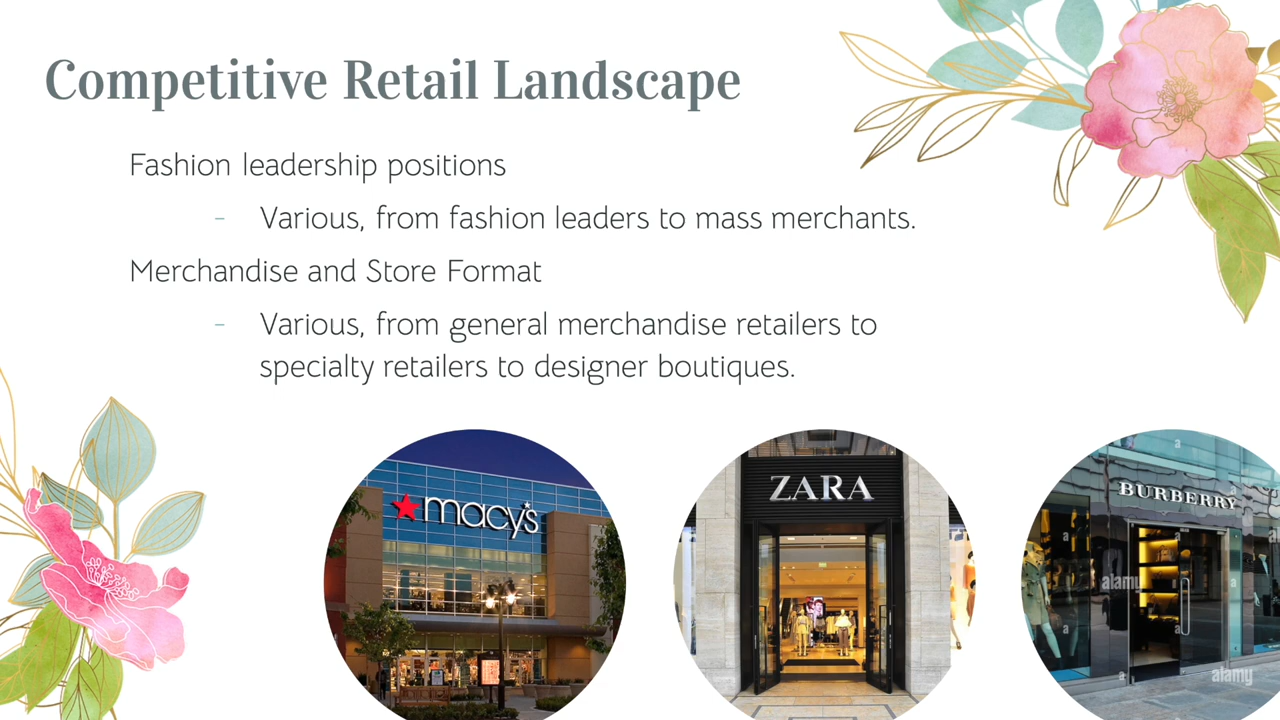 Competitive Retail Landscape
Fashion leadership positions
- Various, from fashion leaders to mass merchants.
Merchandise and Store Format
- Various, from general merchandise retailers to
specialty retailers to designer boutiques.
macy's
ZARA
BURBERRY
a
a
a
a
alamy
a
a
a
alamy